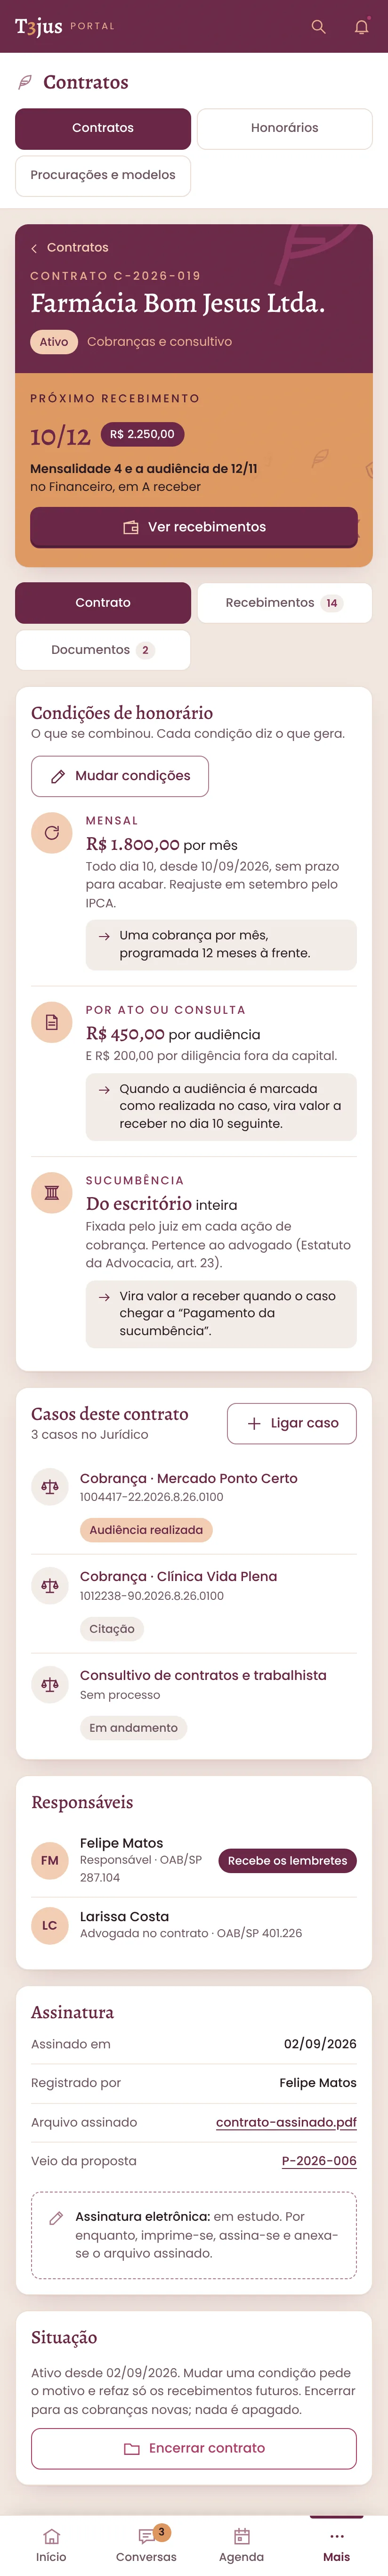 T3jus PORTAL
Contratos
Contratos
Honorários
Procurações e modelos
Contratos
CONTRATO C-2026-019
Farmácia Bom Jesus Ltda.
Ativo
Cobranças e consultivo
PRÓXIMO RECEBIMENTO
10/12
R$ 2.250,00
Mensalidade 4 e a audiência de 12/11
no Financeiro, em A receber
Ver recebimentos
Contrato
Recebimentos 14
Documentos 2
Condições de honorário
O que se combinou. Cada condição diz o que gera.
Mudar condições
MENSAL
R$ 1.800,00 por mês
Todo dia 10, desde 10/09/2026, sem prazo
para acabar. Reajuste em setembro pelo
IPCA.
→ Uma cobrança por mês,
programada 12 meses à frente.
POR ATO OU CONSULTA
R$ 450,00 por audiência
E R$ 200,00 por diligência fora da capital.
→ Quando a audiência é marcada
como realizada no caso, vira valor a
receber no dia 10 seguinte.
SUCUMBÊNCIA
Do escritório inteira
Fixada pelo juiz em cada ação de
cobrança. Pertence ao advogado (Estatuto
da Advocacia, art. 23).
→ Vira valor a receber quando o caso
chegar a “Pagamento da
sucumbência”.
Casos deste contrato
3 casos no Jurídico
Ligar caso
Cobrança · Mercado Ponto Certo
1004417-22.2026.8.26.0100
Audiência realizada
Cobrança · Clínica Vida Plena
1012238-90.2026.8.26.0100
Citação
Consultivo de contratos e trabalhista
Sem processo
Em andamento
Responsáveis
FM
Felipe Matos
Responsável · OAB/SP
287.104
Recebe os lembretes
LC
Larissa Costa
Advogada no contrato · OAB/SP 401.226
Assinatura
Assinado em 02/09/2026
Registrado por Felipe Matos
Arquivo assinado contrato-assinado.pdf
Veio da proposta P-2026-006
Assinatura eletrônica: em estudo. Por
enquanto, imprime-se, assina-se e anexa-
se o arquivo assinado.
Situação
Ativo desde 02/09/2026. Mudar uma condição pede
o motivo e refaz só os recebimentos futuros. Encerrar
para as cobranças novas; nada é apagado.
Encerrar contrato
Início
Conversas 3
Agenda
Mais